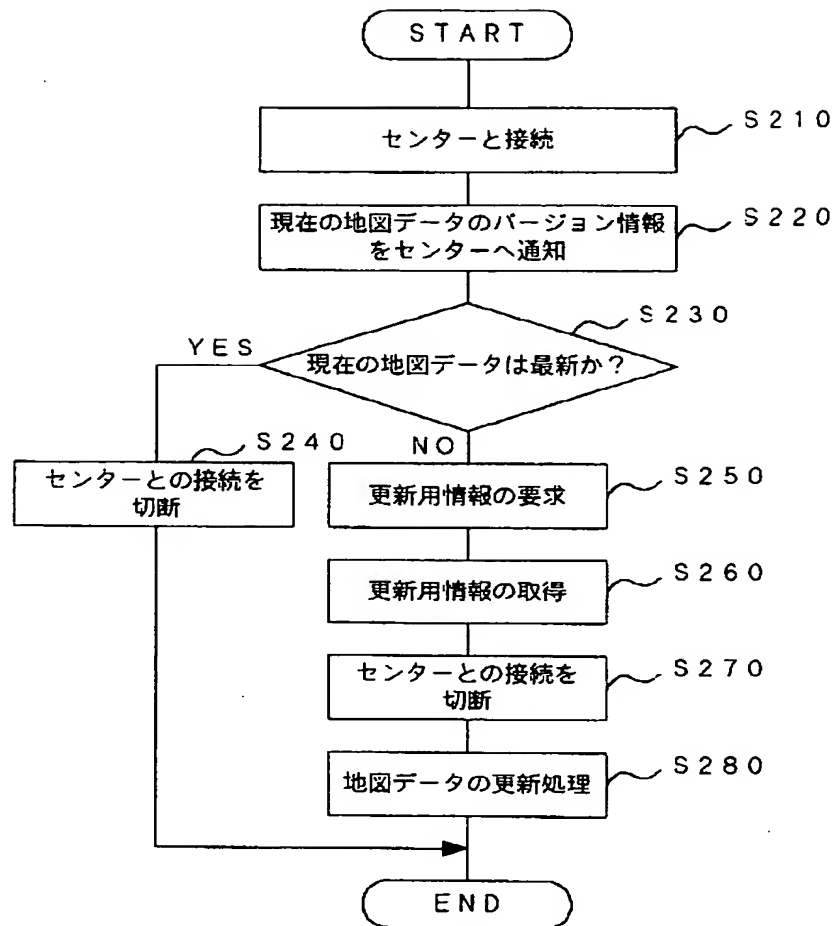 START
センターと接続
S210
現在の地図データのバージョン情報
をセンターへ通知
S220
現在の地図データは最新か?
S230
YES
NO
センターとの接続を
切断
S240
更新用情報の要求
S250
更新用情報の取得
S260
センターとの接続を
切断
S270
地図データの更新処理
S280
END